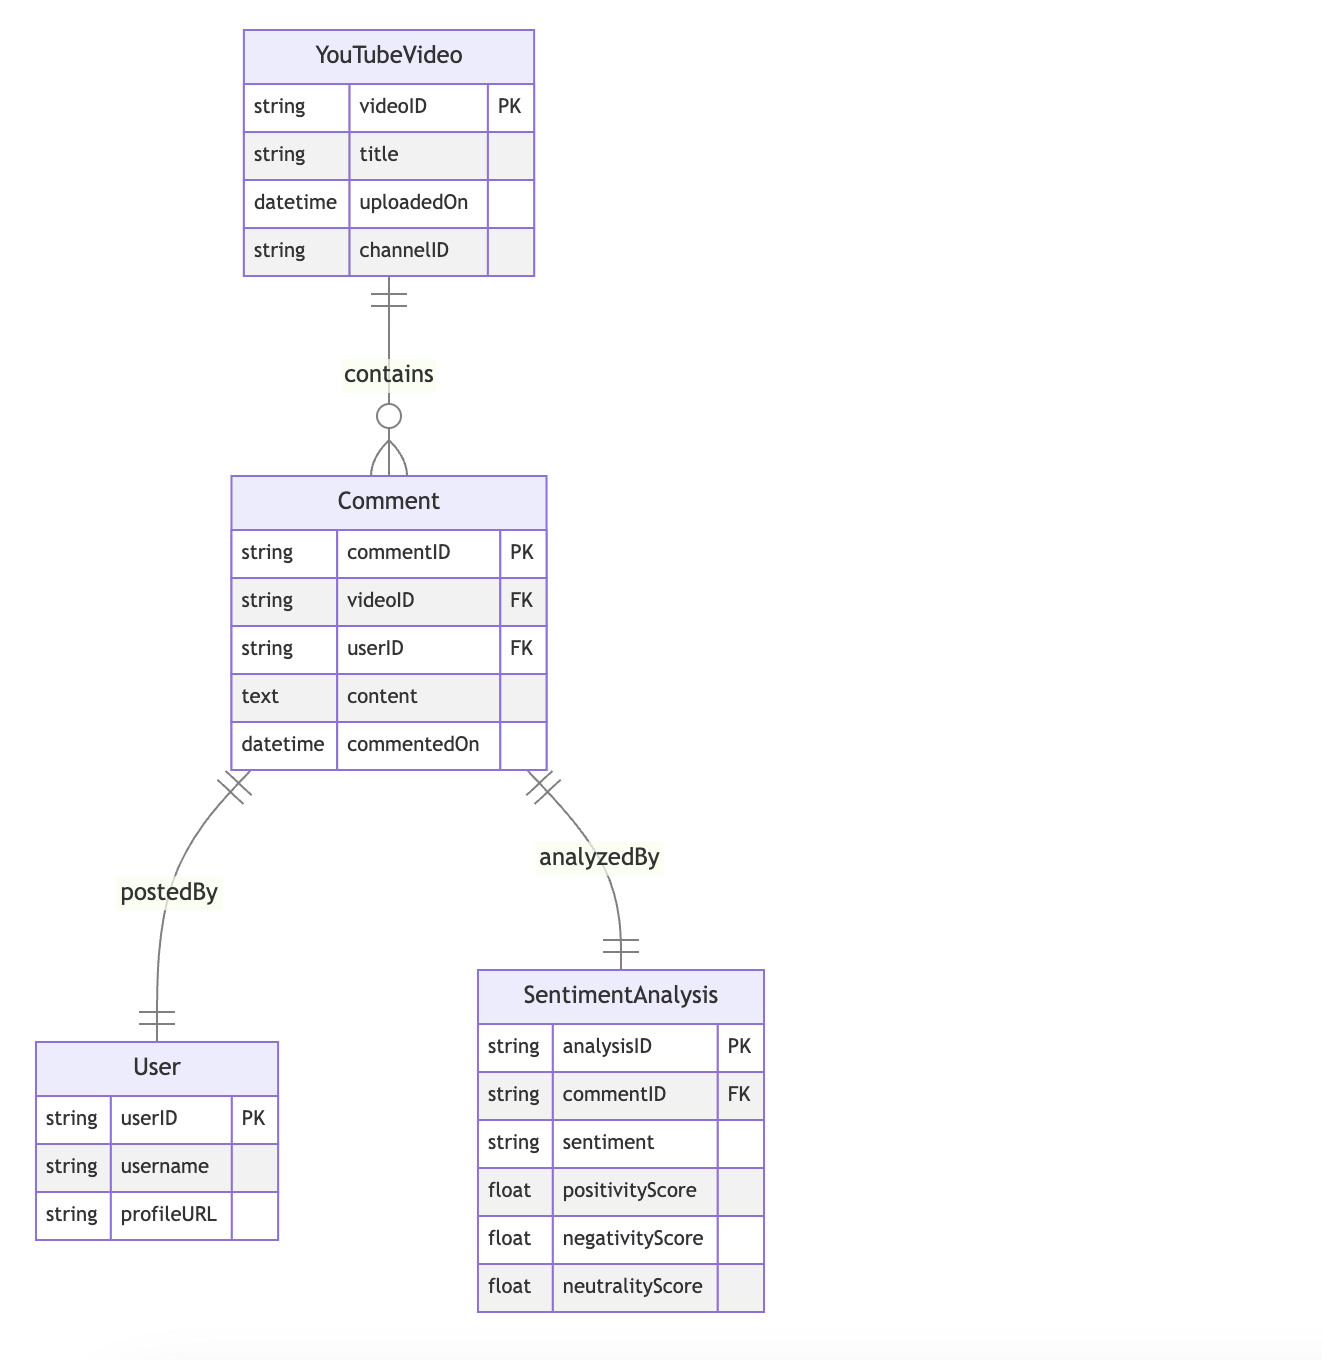 YouTubeVideo
string videoID PK
string title
datetime uploadedOn
string channelID
contains
Comment
string commentID PK
string videoID FK
string userID FK
text content
datetime commentedOn
analyzedBy
postedBy
SentimentAnalysis
string analysisID PK
string commentID FK
string sentiment
float positivityScore
float negativityScore
float neutralityScore
User
string userID PK
string username
string profileURL